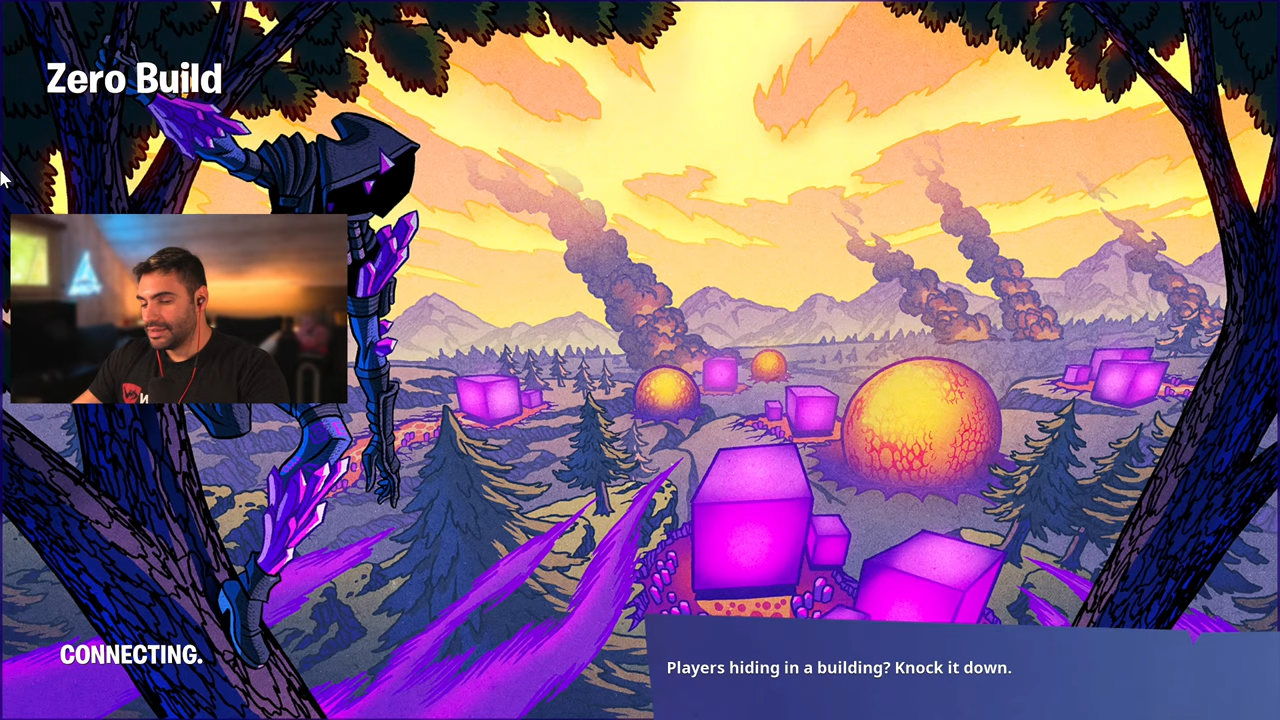 Zero Build
CONNECTING.
Players hiding in a building? Knock it down.